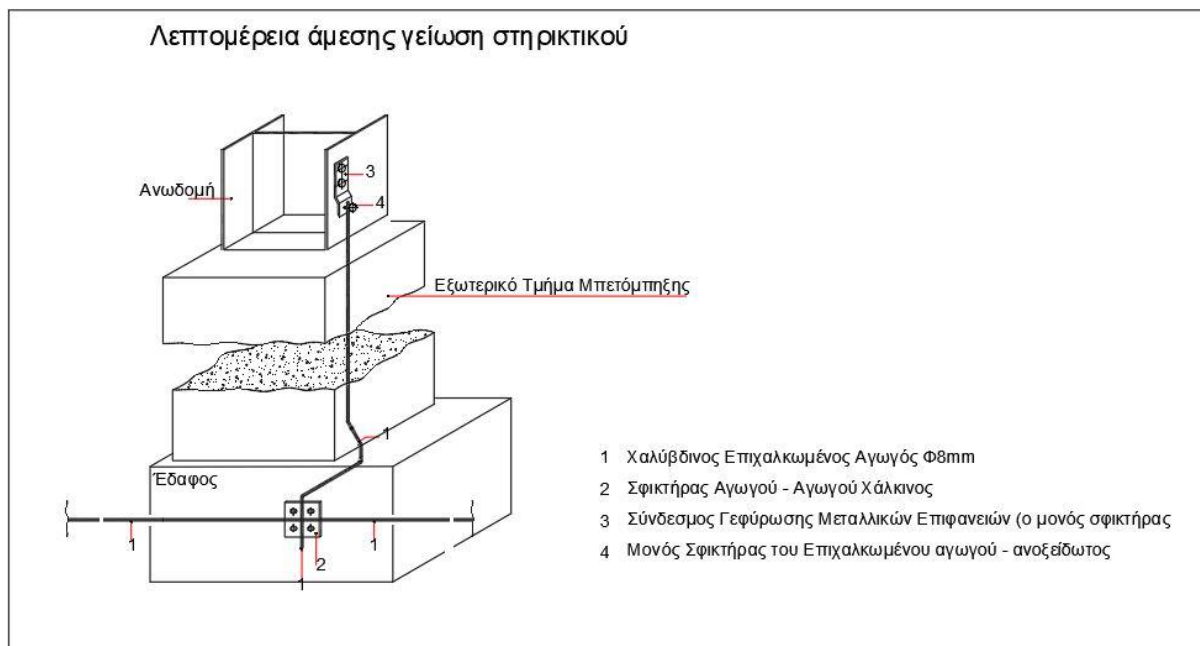 Λεπτομέρεια άμεσης γείωση στηρικτικού
3
Ανωδομή
4
Εξωτερικό Τμήμα Μπετόμπηξης
1
Έδαφος
1
2
1
1
1 Χαλύβδινος Επιχαλκωμένος Αγωγός Φ8mm
2 Σφικτήρας Αγωγού - Αγωγού Χάλκινος
3 Σύνδεσμος Γεφύρωσης Μεταλλικών Επιφανειών (ο μονός σφικτήρας
4 Μονός Σφικτήρας του Επιχαλκωμένου αγωγού - ανοξείδωτος